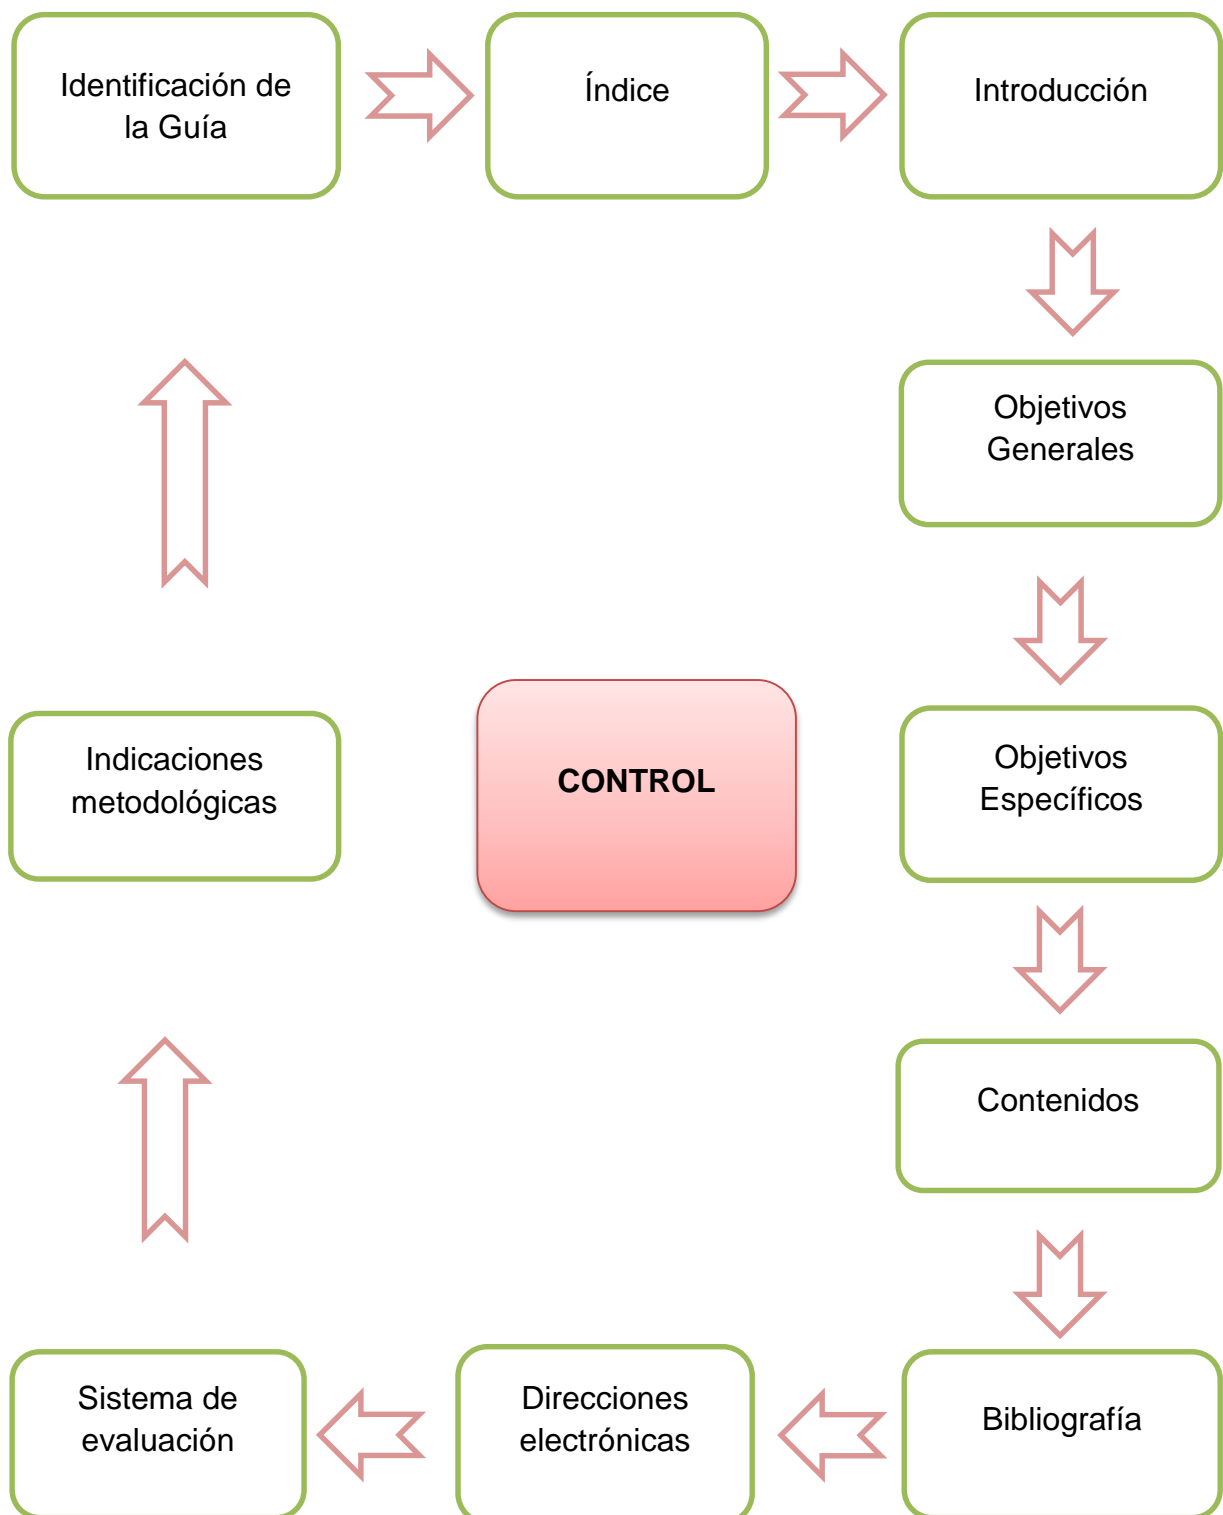 Identificación de
la Guía
Índice
Introducción
Objetivos
Generales
Indicaciones
metodológicas
CONTROL
Objetivos
Específicos
Contenidos
Sistema de
evaluación
Direcciones
electrónicas
Bibliografía